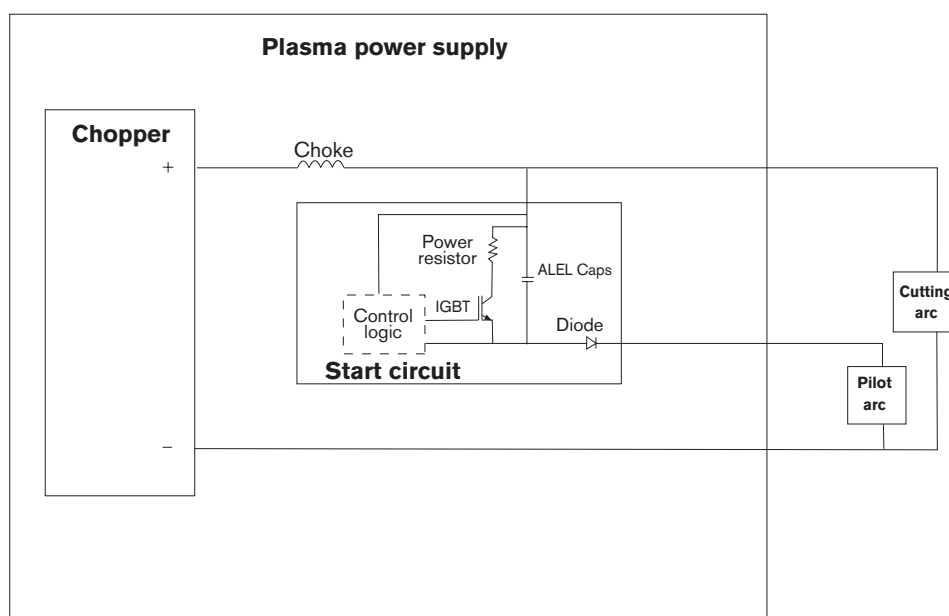 Plasma power supply
Chopper
+
Choke
Power
resistor
ALEL Caps
IGBT
Control
logic
Diode
Start circuit
Cutting
arc
Pilot
arc
−